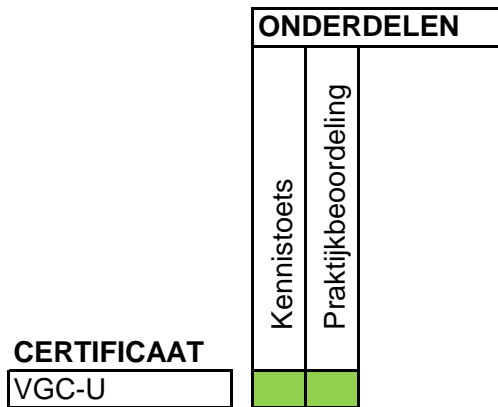 ONDERDELEN
Kennistoets
Praktijkbeoordeling
CERTIFICAAT
VGC-U